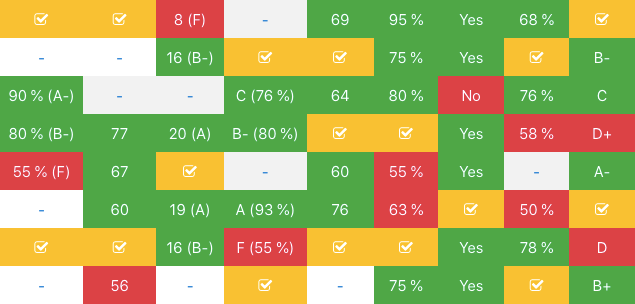 8 (F) - 69 95 % Yes 68 %
- - 16 (B-) 75 % Yes B-
90 % (A-) - - C (76 %) 64 80 % No 76 % C
80 % (B-) 77 20 (A) B- (80 %) Yes 58 % D+
55 % (F) 67 - 60 55 % Yes - A-
- 60 19 (A) A (93 %) 76 63 % 50 %
16 (B-) F (55 %) Yes 78 % D
- 56 - - 75 % Yes B+